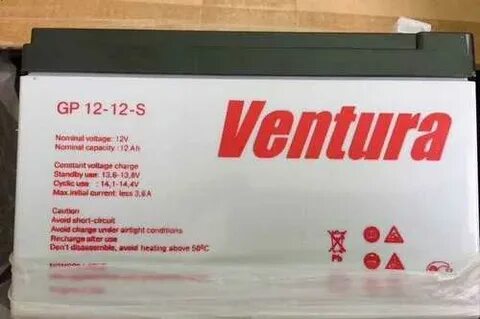 GP 12-12-S
Ventura
Nominal voltage: 12V
Nominal capacity: 12Ah
Constant voltage charge
Standby use: 13,6-13,8V
Cyclic use : 14,1-14,4V
Max.initial current: less 3,6A
Caution
Avoid short-circuit
Avoid charge under airtight conditions
Recharge after use
Don't disassemble, avoid heating above 50ºC
Pb